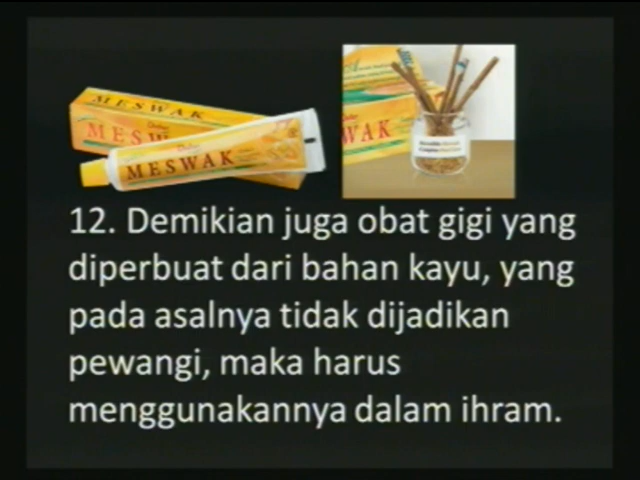 MESWAK
MESWAK
MESWAK
WAK
12. Demikian juga obat gigi yang
diperbuat dari bahan kayu, yang
pada asalnya tidak dijadikan
pewangi, maka harus
menggunakannya dalam ihram.